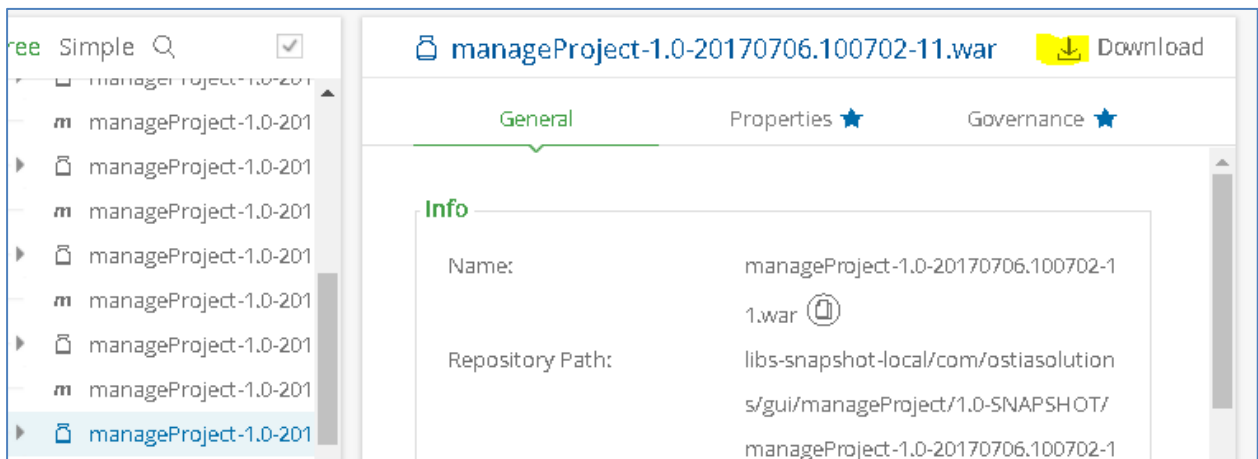 ree Simple
manageProject-1.0-201
manageProject-1.0-201
manageProject-1.0-201
manageProject-1.0-201
manageProject-1.0-201
manageProject-1.0-201
manageProject-1.0-201
manageProject-1.0-201
manageProject-1.0-201
manageProject-1.0-20170706.100702-11.war Download
General Properties Governance
Info
Name: manageProject-1.0-20170706.100702-1
1.war
Repository Path: libs-snapshot-local/com/ostiasolution
s/gui/manageProject/1.0-SNAPSHOT/
manageProject-1.0-20170706.100702-1